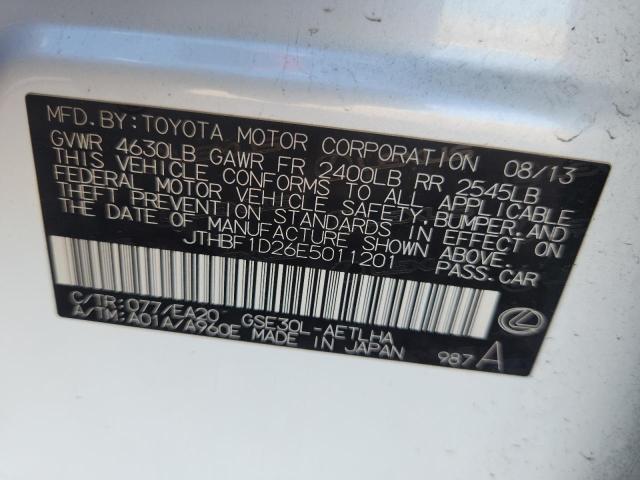 MFD.BY:TOYOTA MOTOR CORPORATION 08/13
GVWR 4630LB GAWR FR 2400LB RR 2545LB
THIS VEHICLE CONFORMS TO ALL APPLICABLE
FEDERAL MOTOR VEHICLE SAFETY,BUMPER,AND
THEFT PREVENTION STANDARDS IN EFFECT ON
THE DATE OF MANUFACTURE SHOWN ABOVE.
JTHBF1D26E5011201 PASS.CAR
C/TR:077/EA20 GSE30L-AETLHA
A/TM:A01A/A960E MADE IN JAPAN 987 A